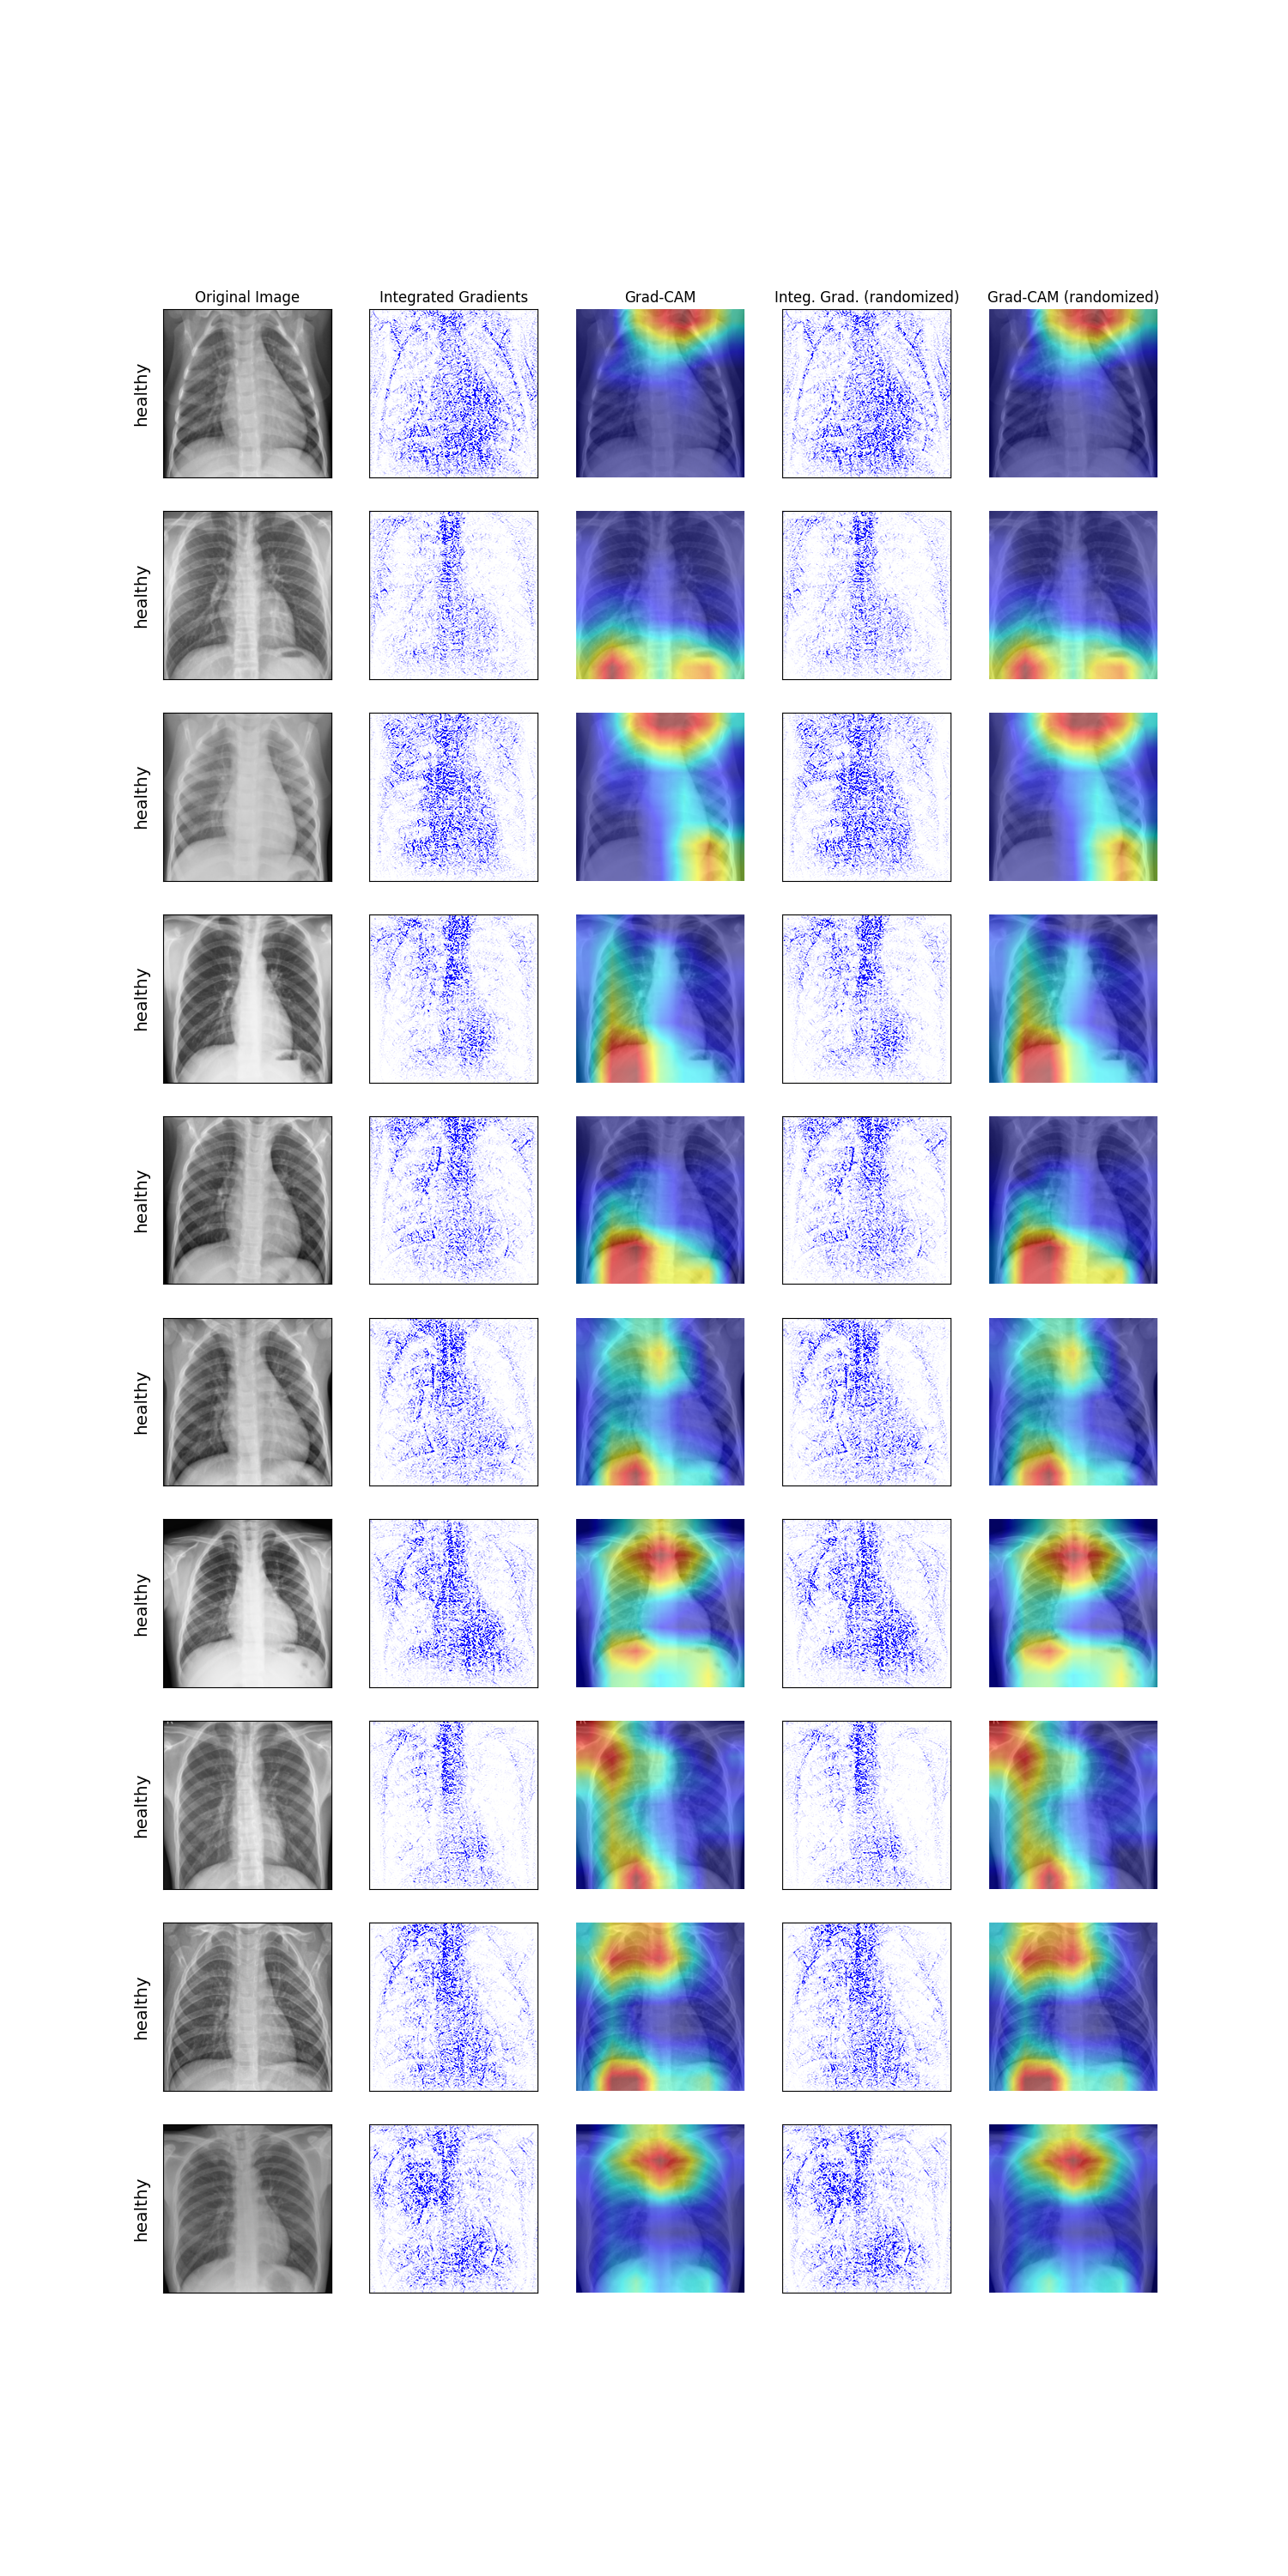 Original Image
Integrated Gradients
Grad-CAM
Integ. Grad. (randomized)
Grad-CAM (randomized)
healthy
healthy
healthy
healthy
healthy
healthy
healthy
healthy
healthy
healthy